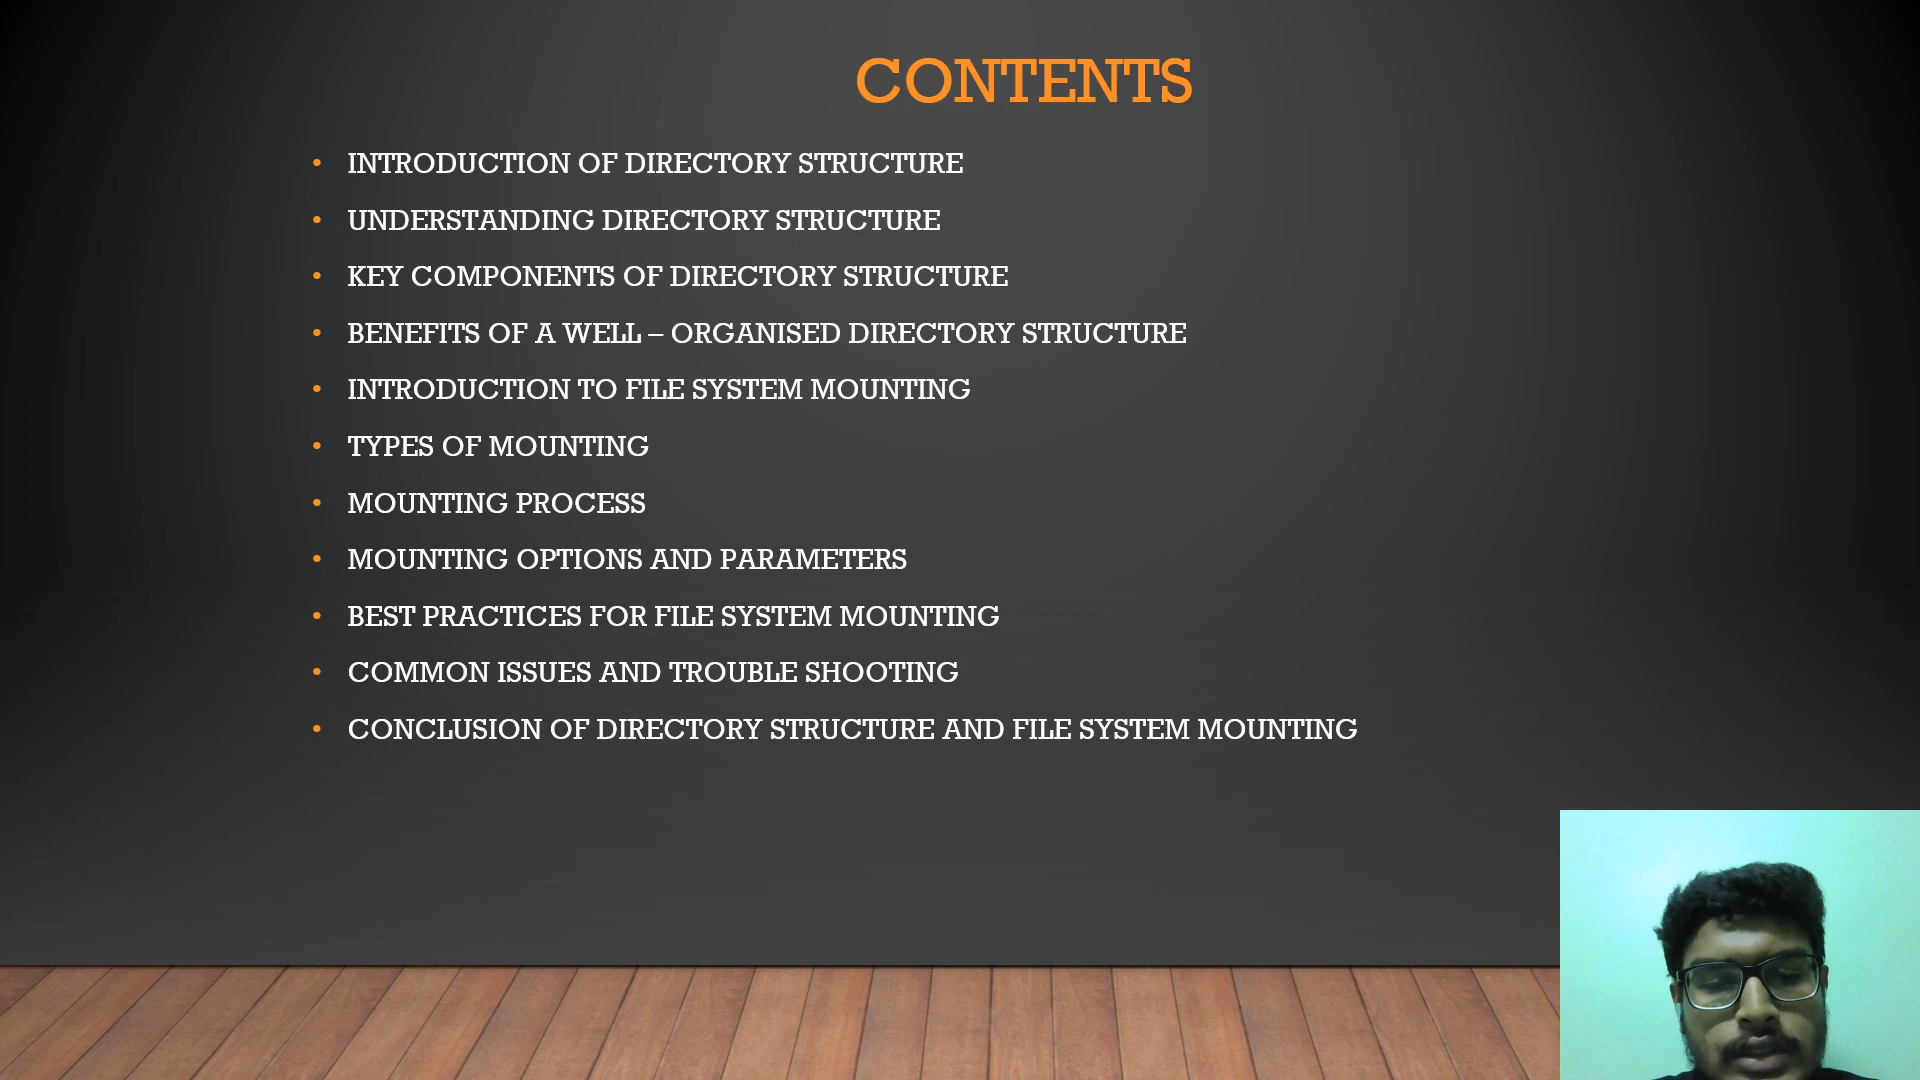 CONTENTS
• INTRODUCTION OF DIRECTORY STRUCTURE
• UNDERSTANDING DIRECTORY STRUCTURE
• KEY COMPONENTS OF DIRECTORY STRUCTURE
• BENEFITS OF A WELL – ORGANISED DIRECTORY STRUCTURE
• INTRODUCTION TO FILE SYSTEM MOUNTING
• TYPES OF MOUNTING
• MOUNTING PROCESS
• MOUNTING OPTIONS AND PARAMETERS
• BEST PRACTICES FOR FILE SYSTEM MOUNTING
• COMMON ISSUES AND TROUBLE SHOOTING
• CONCLUSION OF DIRECTORY STRUCTURE AND FILE SYSTEM MOUNTING